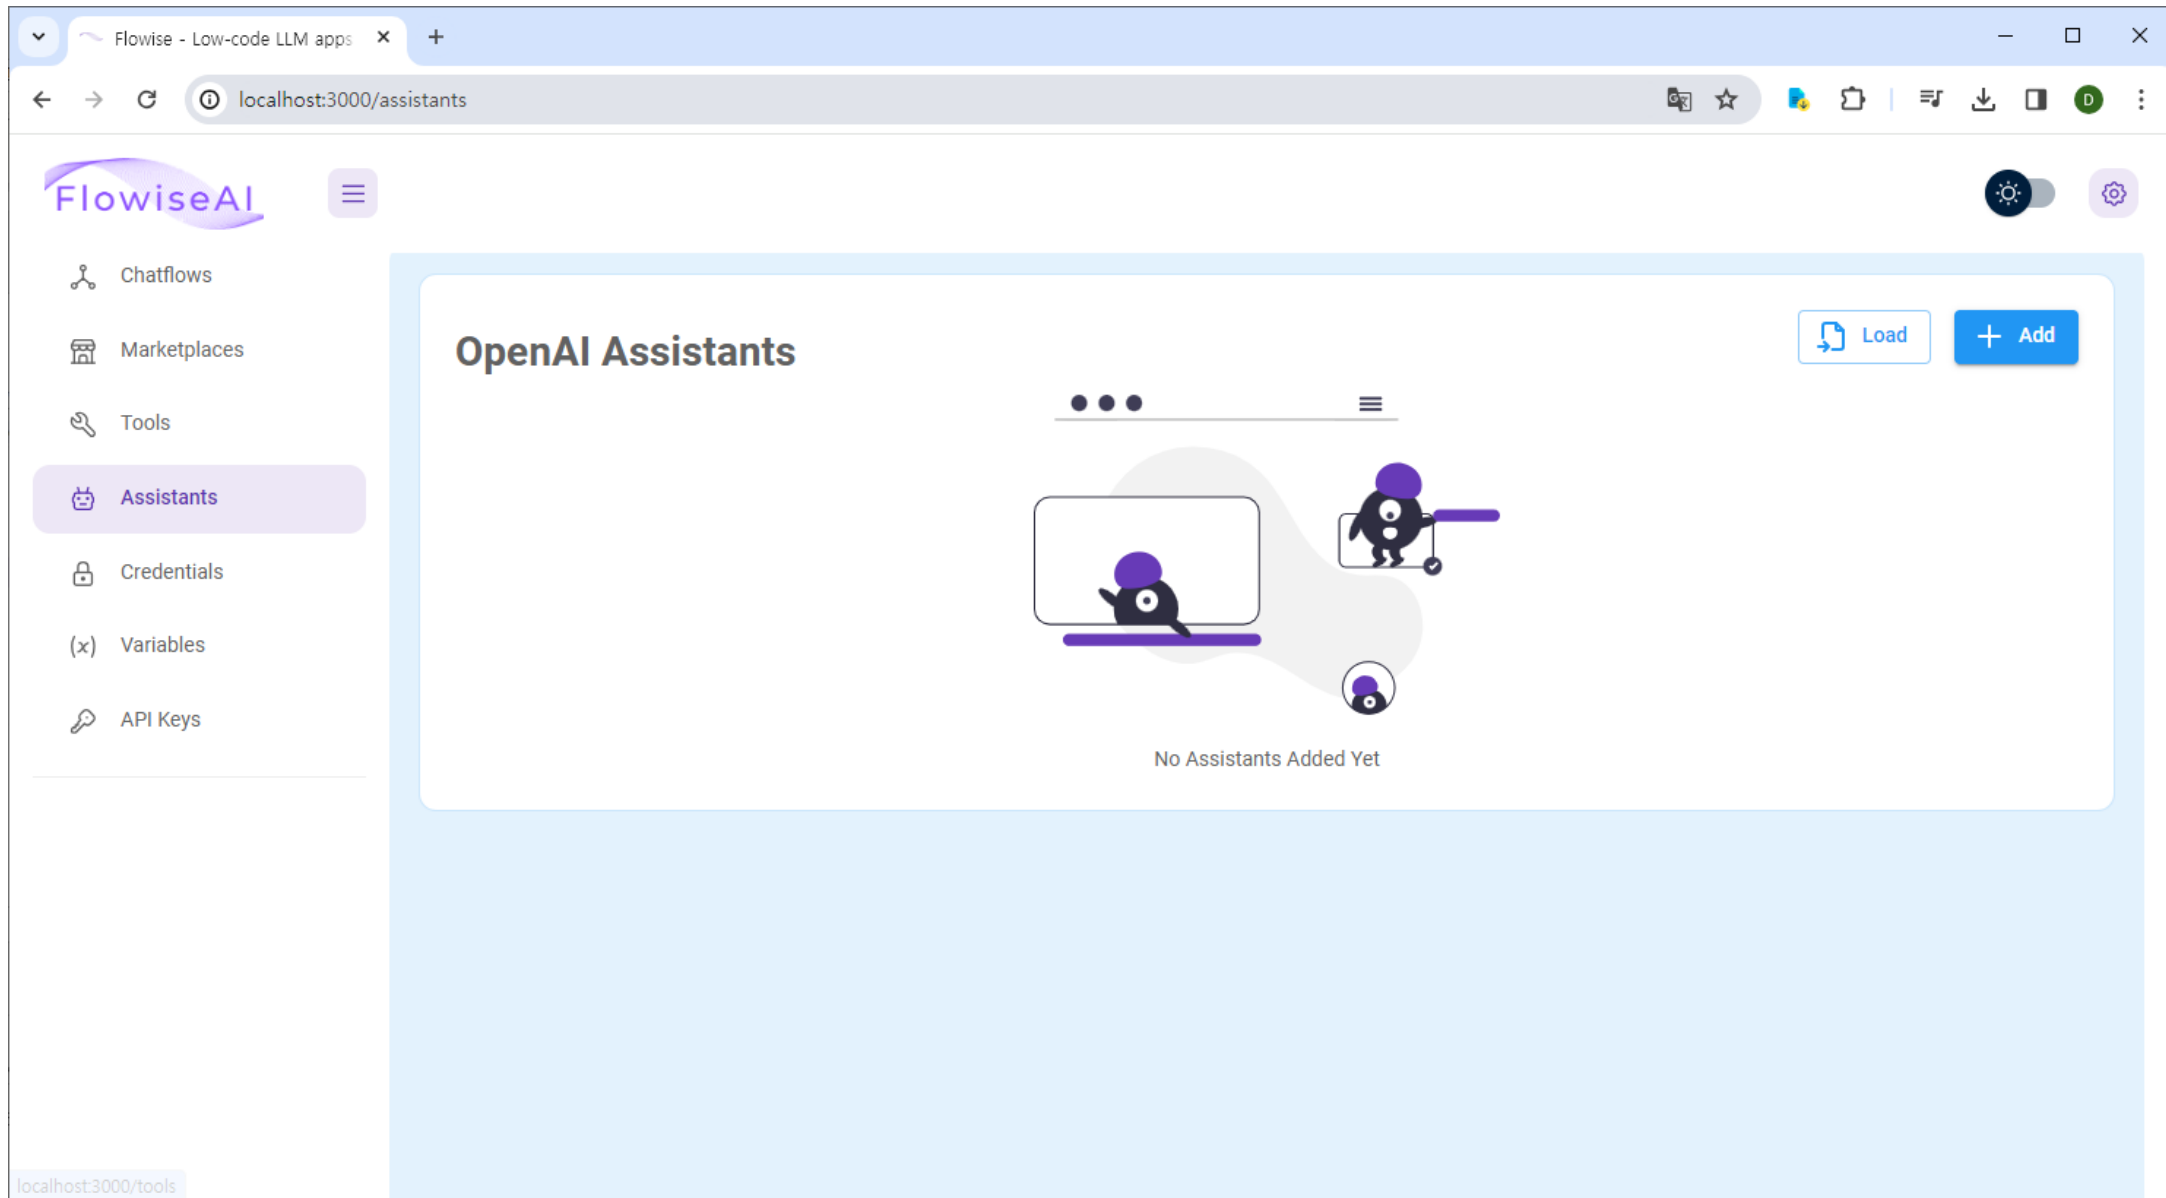 Flowise - Low-code LLM apps
localhost:3000/assistants
D
FlowiseAI
Chatflows
Marketplaces
Tools
Assistants
Credentials
(x) Variables
API Keys
OpenAI Assistants
Load
Add
No Assistants Added Yet
localhost:3000/tools